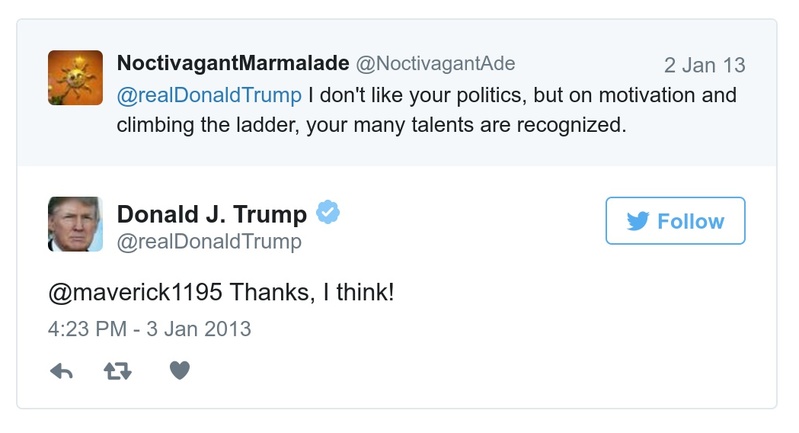 NoctivagantMarmalade @NoctivagantAde 2 Jan 13
@realDonaldTrump I don't like your politics, but on motivation and
climbing the ladder, your many talents are recognized.
Donald J. Trump
@realDonaldTrump
Follow
@maverick1195 Thanks, I think!
4:23 PM - 3 Jan 2013